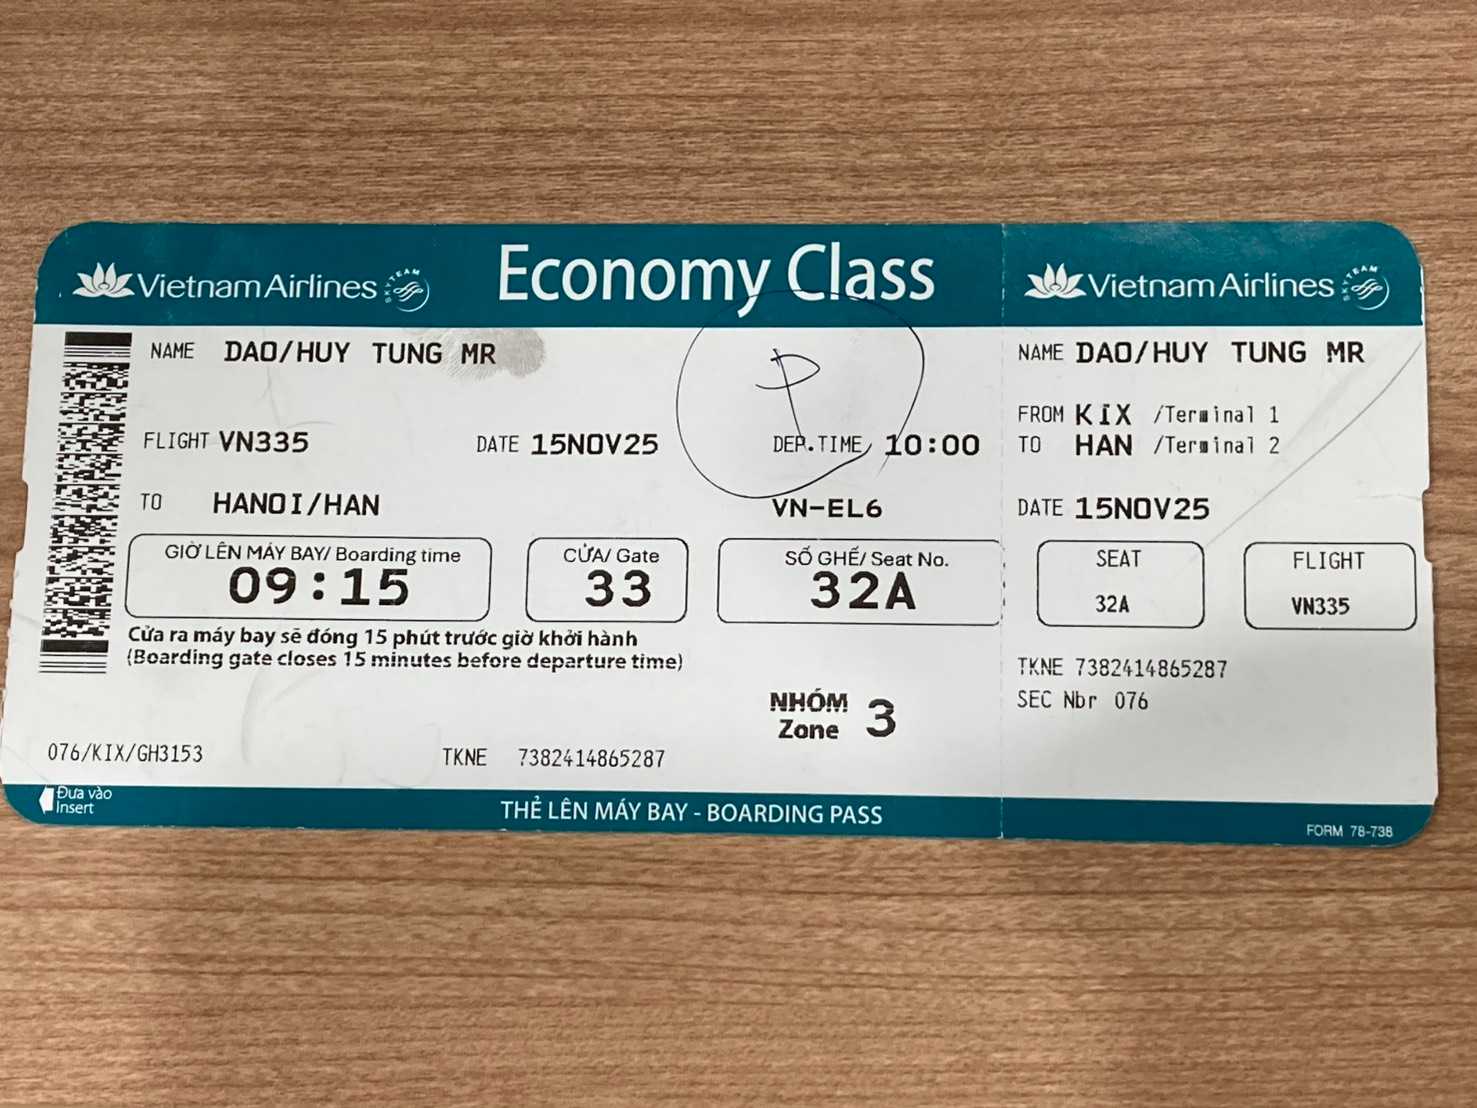 VietnamAirlines SKYTEAM
Economy Class
NAME DAO/HUY TUNG MR
FLIGHT VN335 DATE 15NOV25 DEP.TIME 10:00
TO HANOI/HAN VN-EL6
GIỜ LÊN MÁY BAY/ Boarding time
09:15
CỬA/ Gate
33
SỐ GHẾ/ Seat No.
32A
Cửa ra máy bay sẽ đóng 15 phút trước giờ khởi hành
(Boarding gate closes 15 minutes before departure time)
NHÓM
Zone 3
076/KIX/GH3153 TKNE 7382414865287
Đưa vào
Insert
THẺ LÊN MÁY BAY - BOARDING PASS
VietnamAirlines SKYTEAM
NAME DAO/HUY TUNG MR
FROM KIX /Terminal 1
TO HAN /Terminal 2
DATE 15NOV25
SEAT
32A
FLIGHT
VN335
TKNE 7382414865287
SEC Nbr 076
FORM 78-738